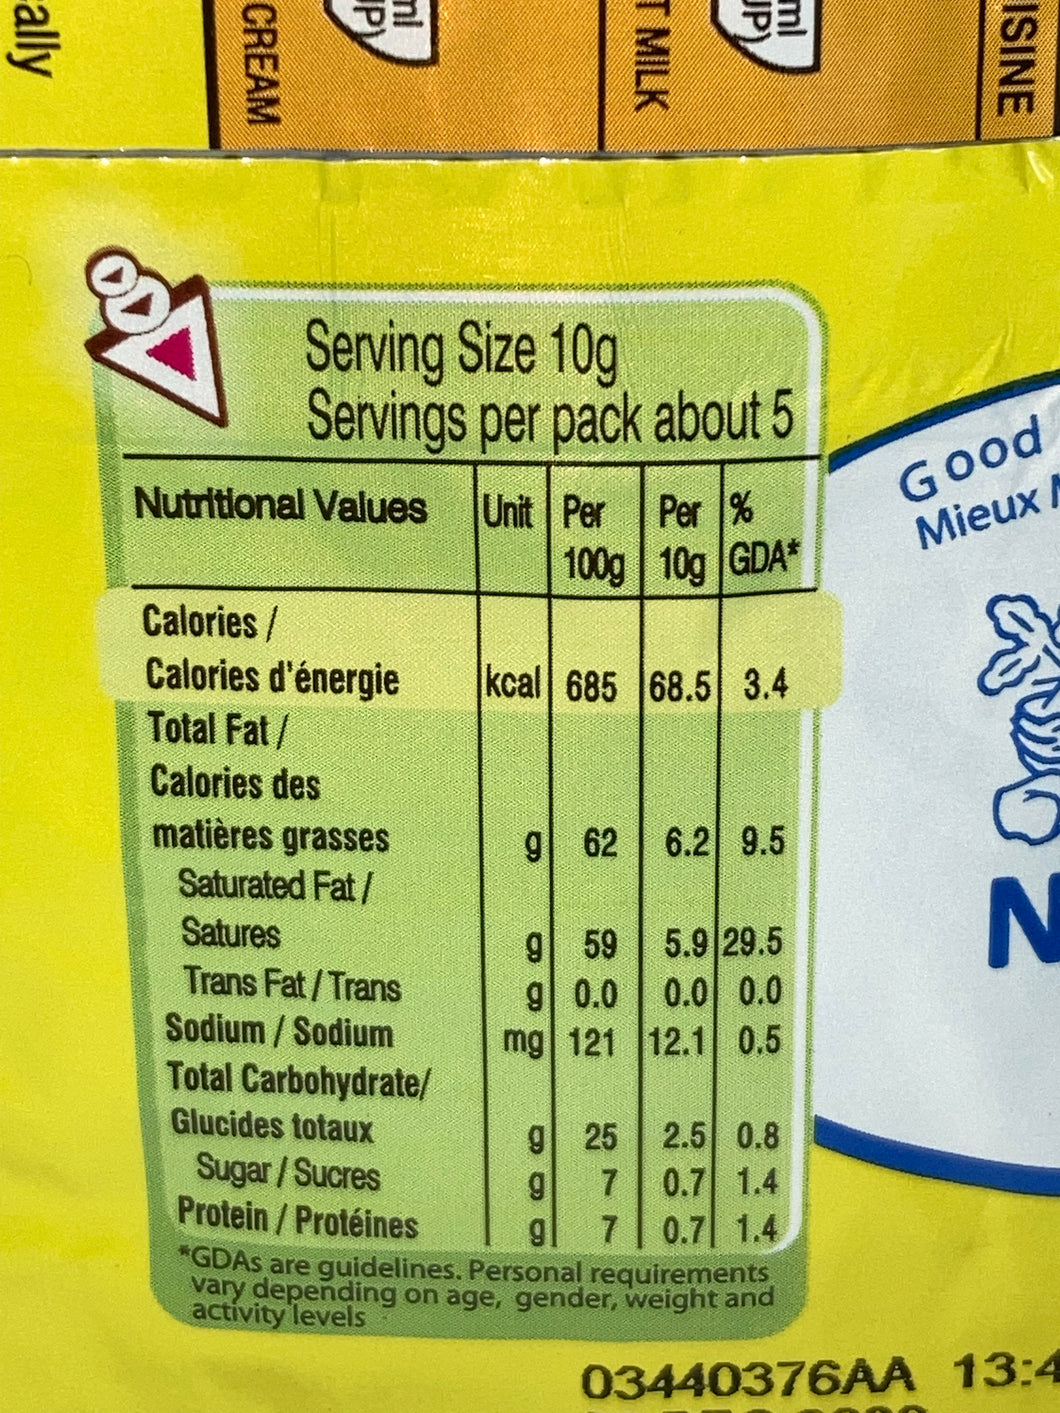 ally
CREAM
ml
T MILK
ml
UP)
ISINE
Serving Size 10g
Servings per pack about 5
Nutritional Values Unit Per 100g Per 10g % GDA*
Calories /
Calories d'énergie kcal 685 68.5 3.4
Total Fat /
Calories des
matières grasses g 62 6.2 9.5
Saturated Fat /
Satures g 59 5.9 29.5
Trans Fat / Trans g 0.0 0.0 0.0
Sodium / Sodium mg 121 12.1 0.5
Total Carbohydrate/
Glucides totaux g 25 2.5 0.8
Sugar / Sucres g 7 0.7 1.4
Protein / Protéines g 7 0.7 1.4
*GDAs are guidelines. Personal requirements
vary depending on age, gender, weight and
activity levels
Good
Mieux
N
03440376AA 13:4